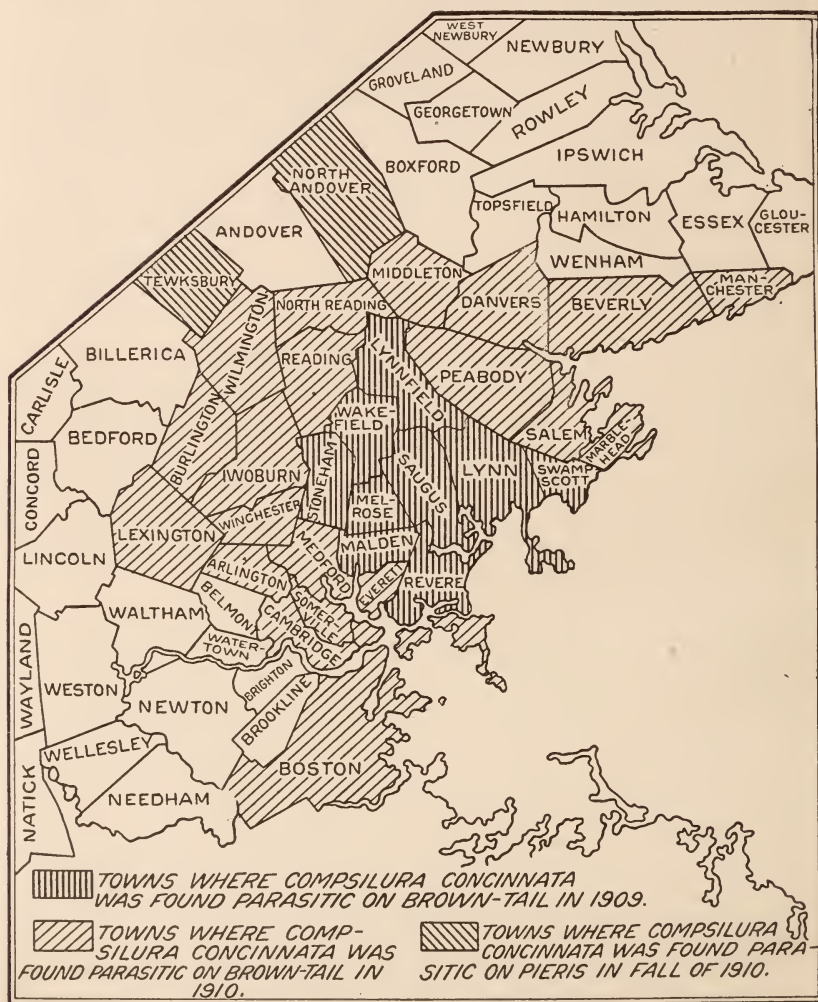 WEST
NEWBURY
NEWBURY
GROVELAND
GEORGETOWN
ROWLEY
IPSWICH
BOXFORD
NORTH
ANDOVER
TOPSFIELD
HAMILTON
ESSEX
GLOU-
CESTER
ANDOVER
WENHAM
MIDDLETON
TEWKSBURY
DANVERS
BEVERLY
MAN-
CHESTER
NORTH READING
WILMINGTON
BILLERICA
READING
LYNNFIELD
PEABODY
CARLISLE
WAKE-
FIELD
BURLINGTON
BEDFORD
SALEM
MARBLE-
HEAD
WOBURN
STONEHAM
SAUGUS
LYNN
SWAMP
SCOTT
CONCORD
MEL-
ROSE
WINCHESTER
LEXINGTON
MALDEN
MEDFORD
LINCOLN
ARLINGTON
EVERETT
REVERE
BELMONT
SOMER-
VILLE
WALTHAM
CAMBRIDGE
WATER-
TOWN
WAYLAND
WESTON
BRIGHTON
NEWTON
BROOKLINE
WELLESLEY
BOSTON
NATICK
NEEDHAM
TOWNS WHERE COMPSILURA CONCINNATA
WAS FOUND PARASITIC ON BROWN-TAIL IN 1909.
TOWNS WHERE COMP-
SILURA CONCINNATA WAS
FOUND PARASITIC ON BROWN-TAIL IN
1910.
TOWNS WHERE COMPSILURA
CONCINNATA WAS FOUND PARA-
SITIC ON PIERIS IN FALL OF 1910.